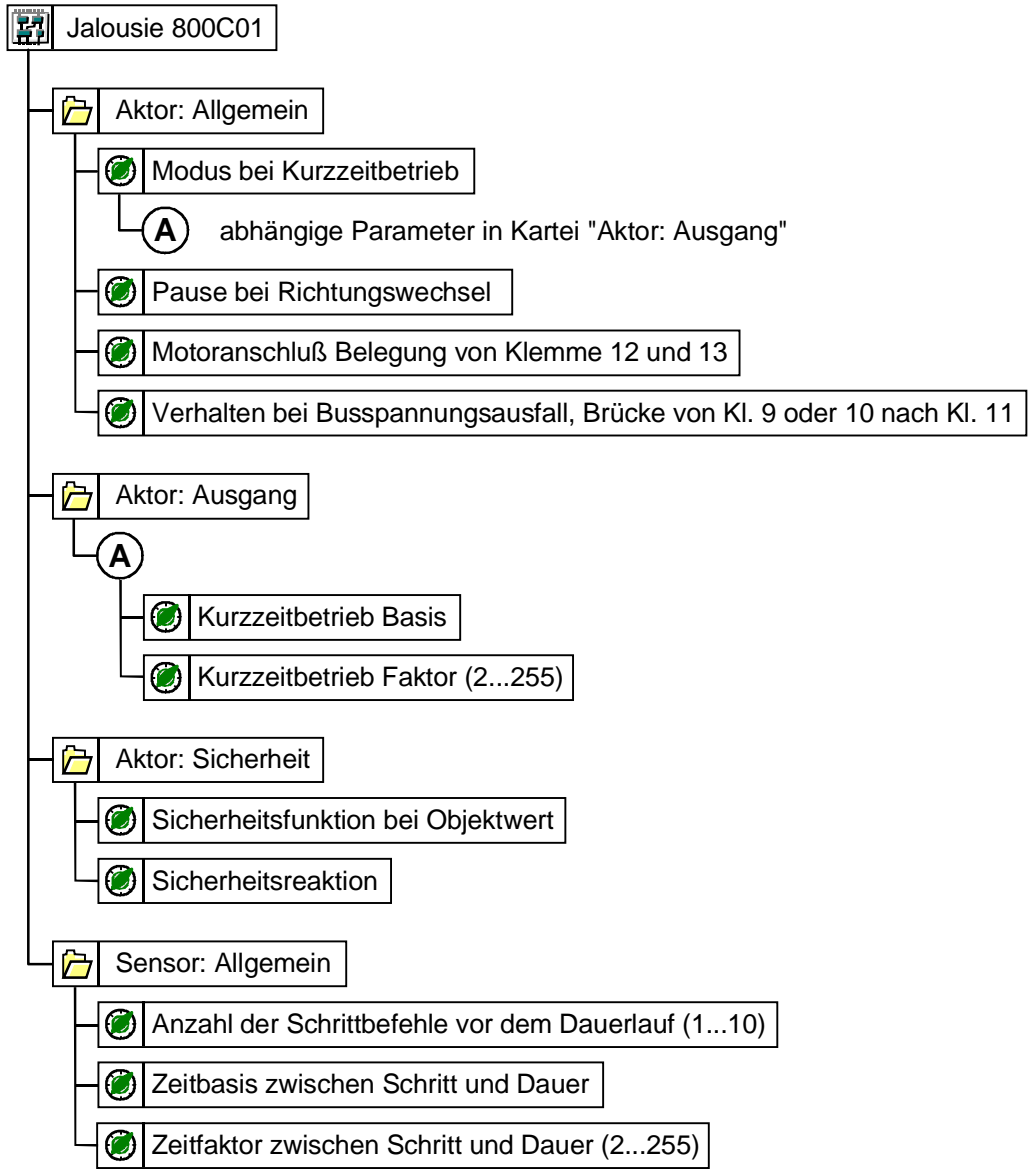 Jalousie 800C01
Aktor: Allgemein
Modus bei Kurzzeitbetrieb
A abhängige Parameter in Kartei "Aktor: Ausgang"
Pause bei Richtungswechsel
Motoranschluß Belegung von Klemme 12 und 13
Verhalten bei Busspannungsausfall, Brücke von Kl. 9 oder 10 nach Kl. 11
Aktor: Ausgang
A
Kurzzeitbetrieb Basis
Kurzzeitbetrieb Faktor (2...255)
Aktor: Sicherheit
Sicherheitsfunktion bei Objektwert
Sicherheitsreaktion
Sensor: Allgemein
Anzahl der Schrittbefehle vor dem Dauerlauf (1...10)
Zeitbasis zwischen Schritt und Dauer
Zeitfaktor zwischen Schritt und Dauer (2...255)